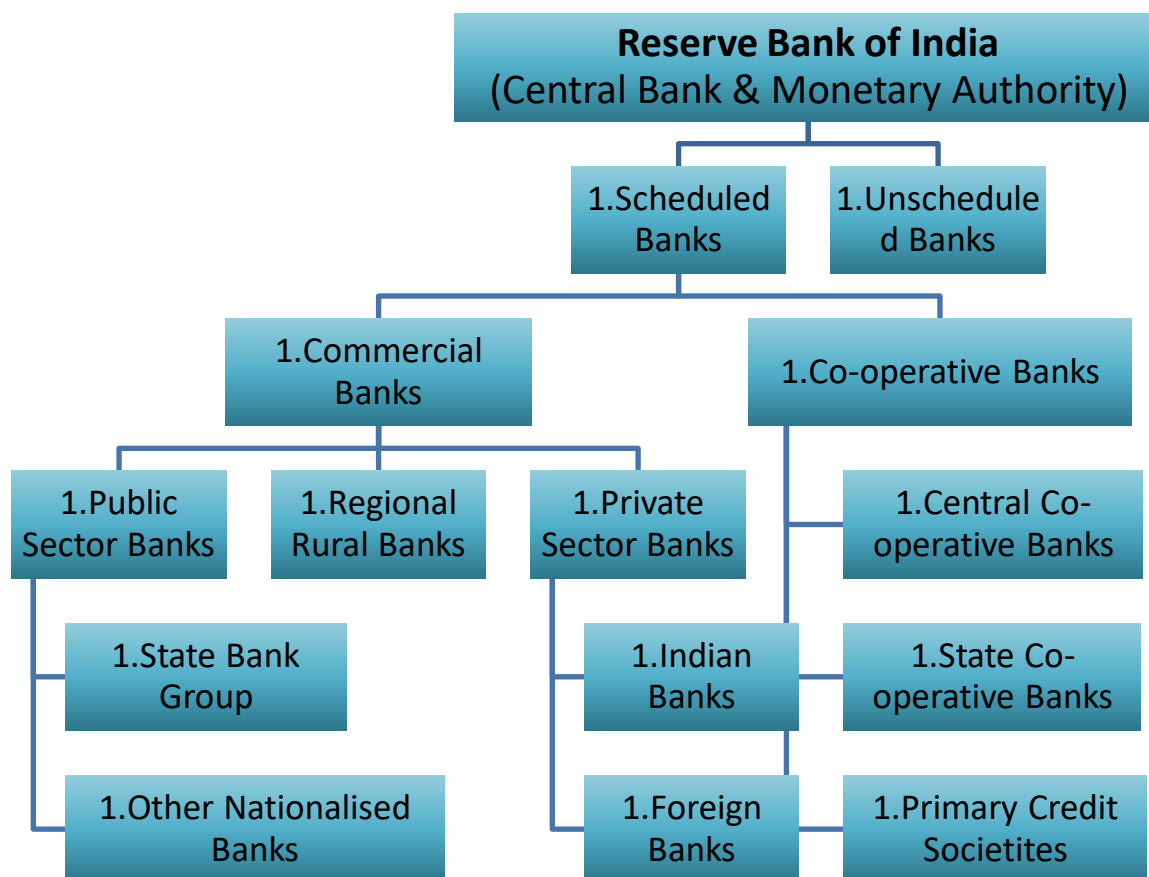 Reserve Bank of India
(Central Bank & Monetary Authority)
1.Scheduled
Banks
1.Unschedule
d Banks
1.Commercial
Banks
1.Co-operative Banks
1.Public
Sector Banks
1.Regional
Rural Banks
1.Private
Sector Banks
1.Central Co-
operative Banks
1.State Bank
Group
1.Indian
Banks
1.State Co-
operative Banks
1.Other Nationalised
Banks
1.Foreign
Banks
1.Primary Credit
Societites